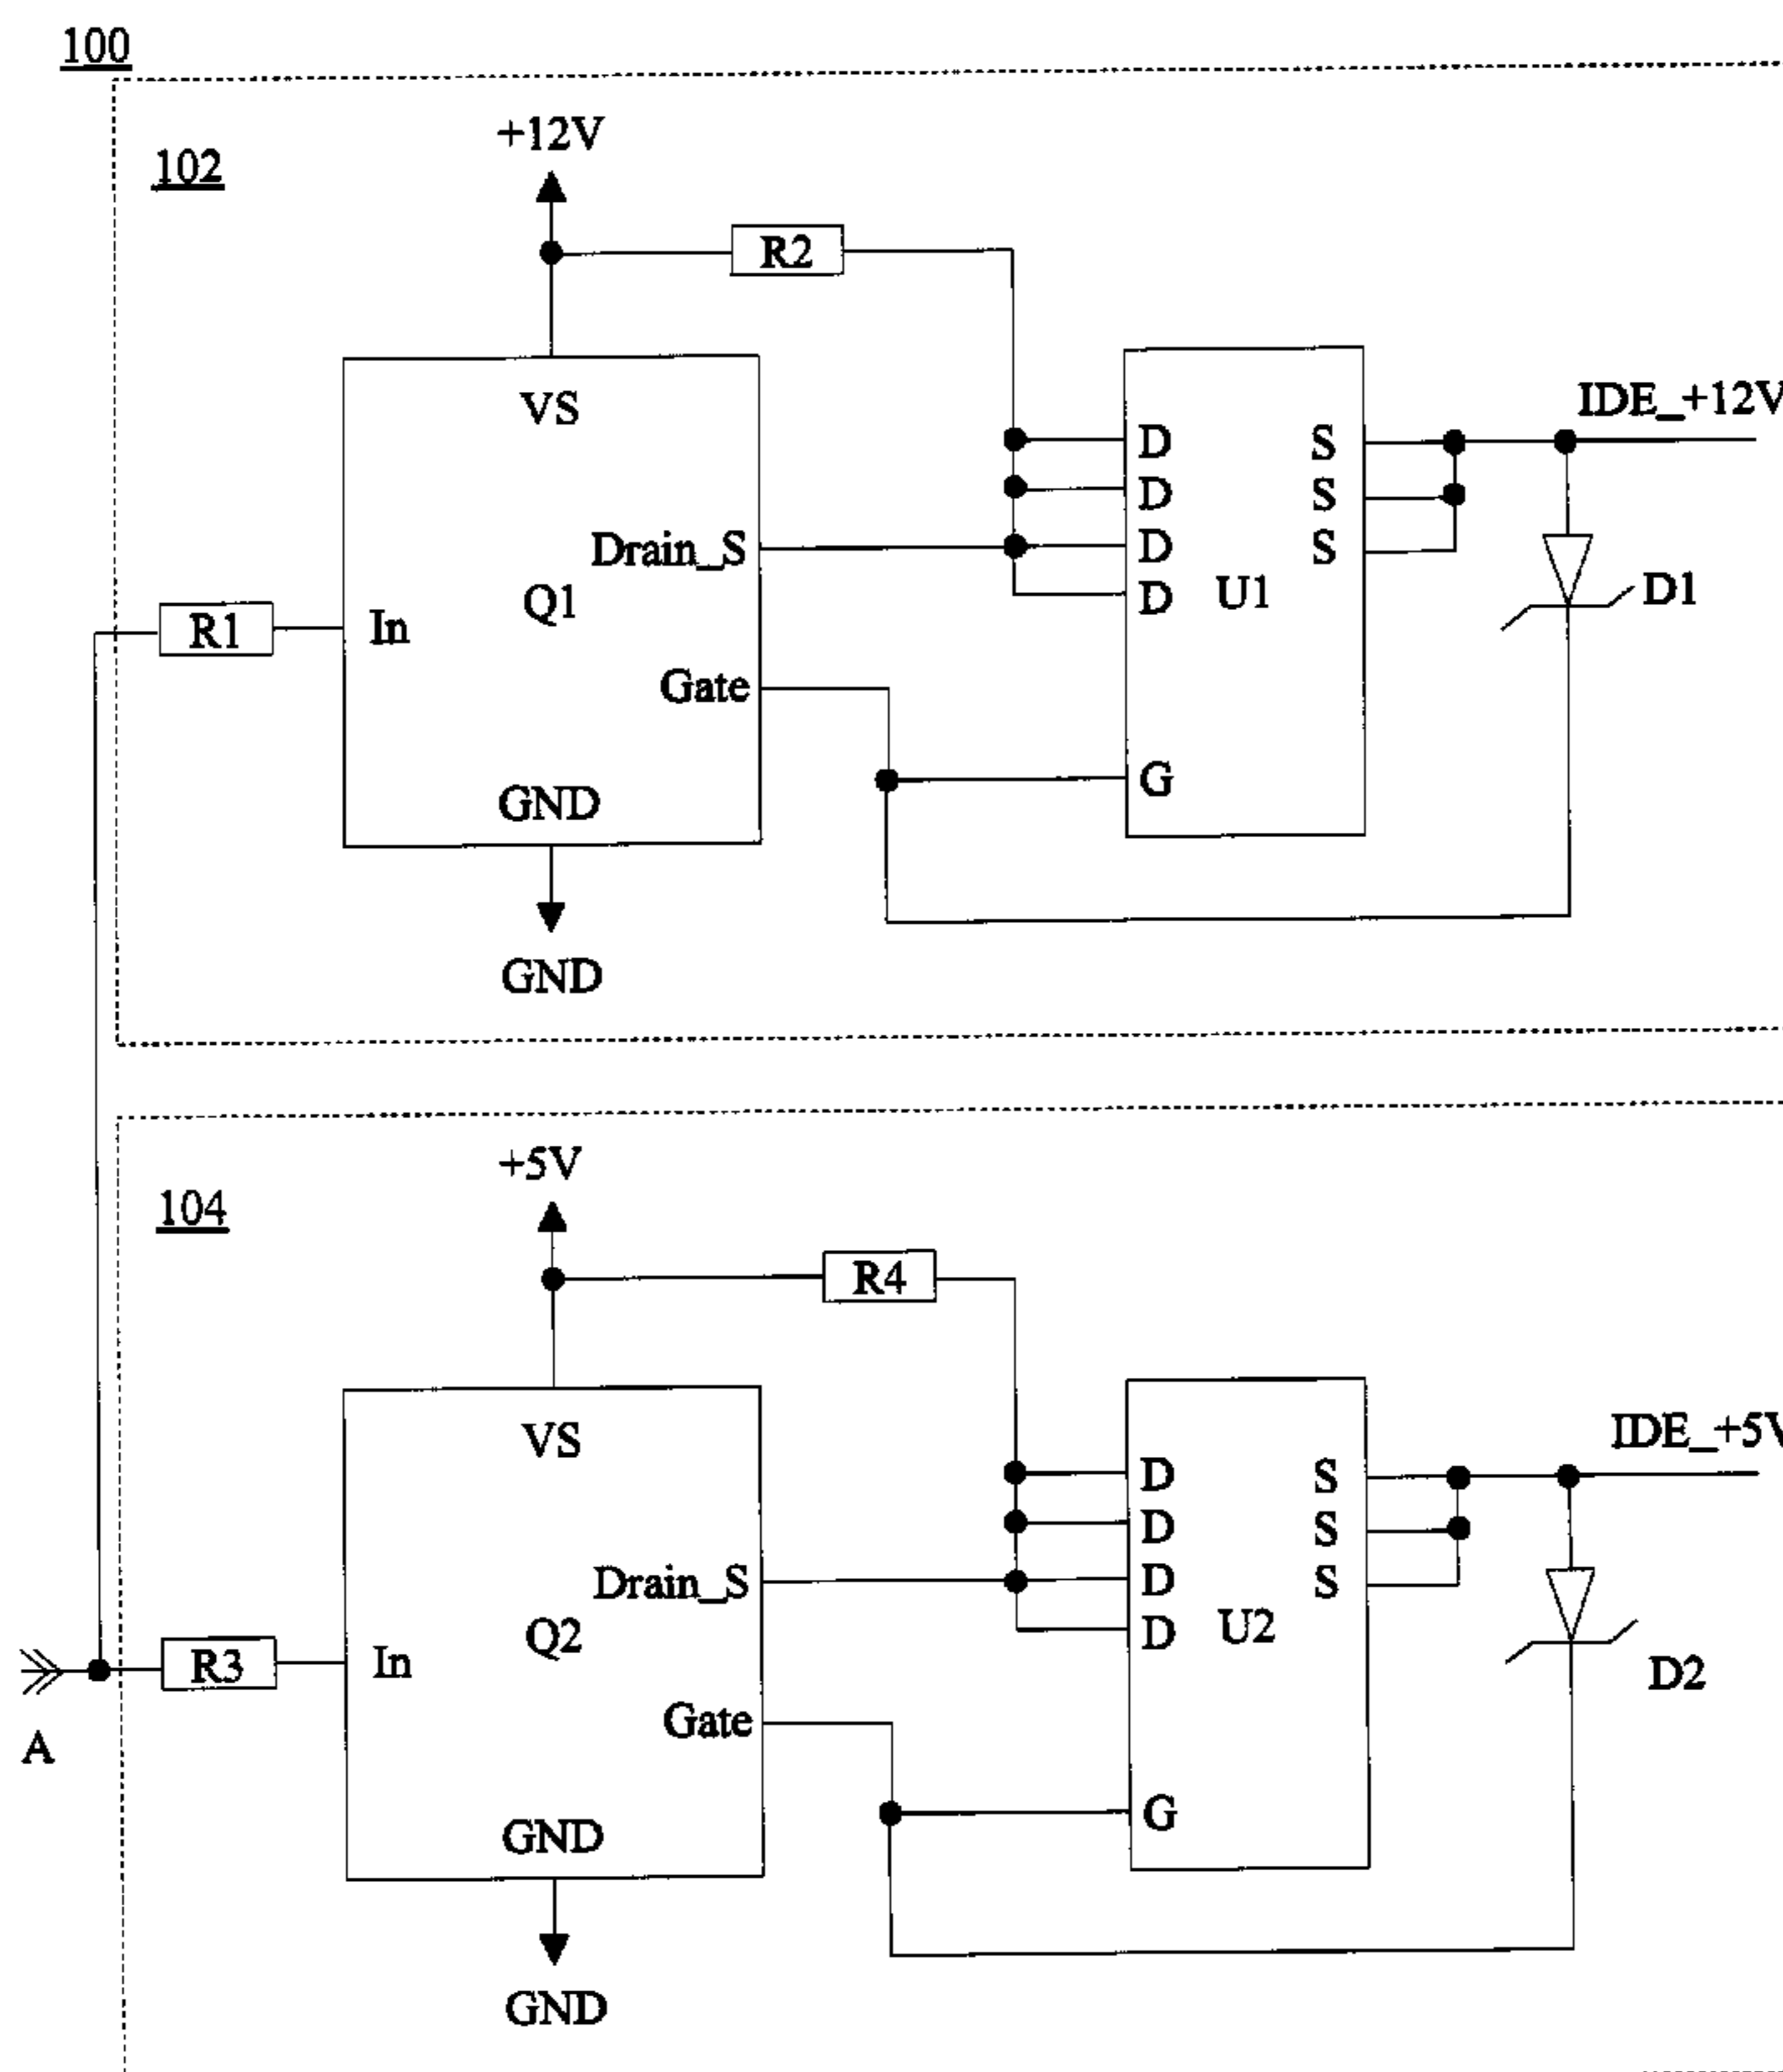 100
102
+12V
R2
VS
IDE_+12V
D S
D S
Drain_S D S
Q1 D U1 D1
R1 In
Gate
G
GND
GND
+5V
104
R4
VS
IDE_+5V
D S
D S
Drain_S D S
Q2 D U2
R3 In D2
Gate
A
G
GND
GND